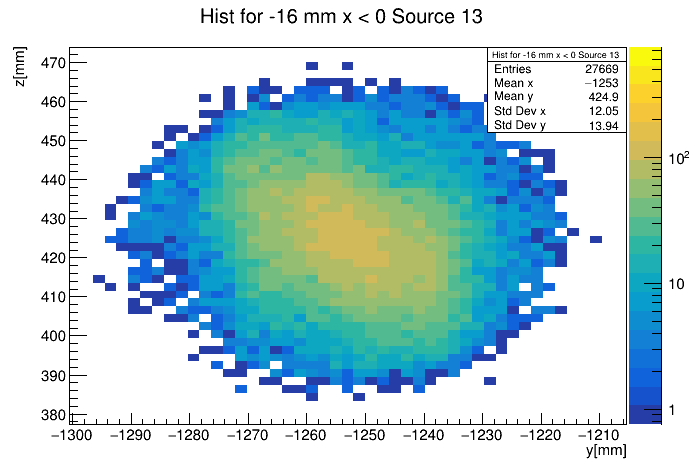 Hist for -16 mm x < 0 Source 13
z[mm]
470
460
450
440
430
420
410
400
390
380
Hist for -16 mm x < 0 Source 13
Entries 27669
Mean x −1253
Mean y 424.9
Std Dev x 12.05
Std Dev y 13.94
10²
10
1
−1300 −1290 −1280 −1270 −1260 −1250 −1240 −1230 −1220 −1210
y[mm]